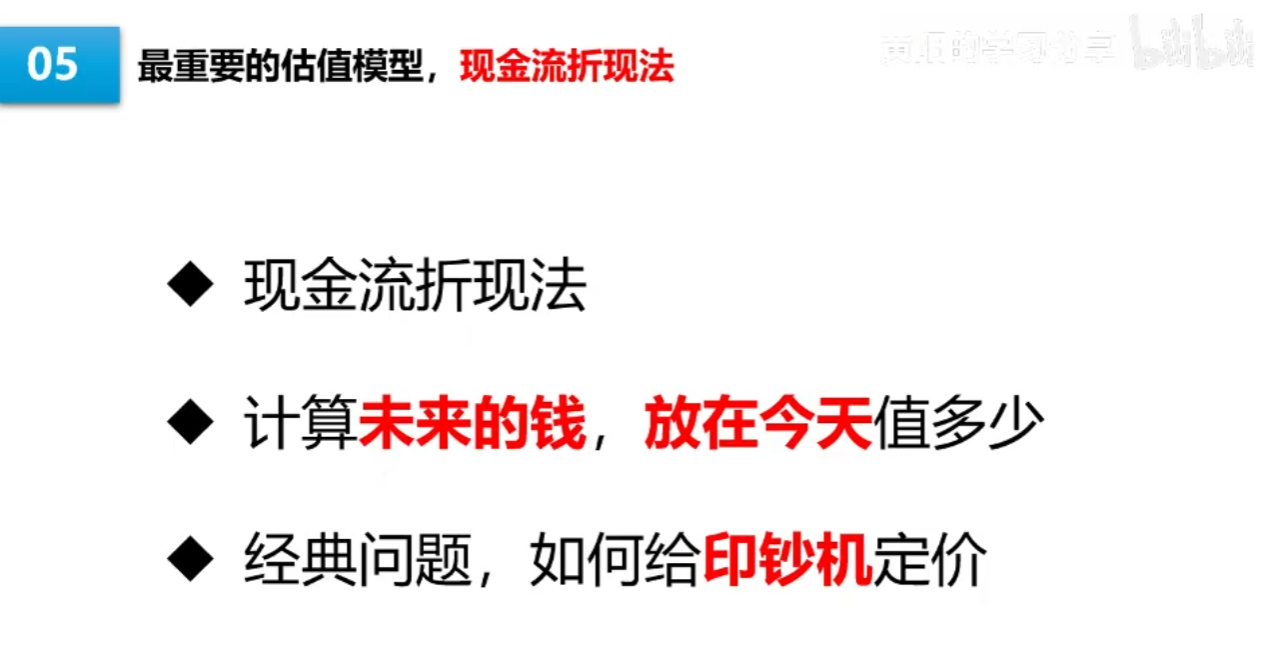 05
最重要的估值模型，现金流折现法
bilibili
◆ 现金流折现法
◆ 计算未来的钱，放在今天值多少
◆ 经典问题，如何给印钞机定价